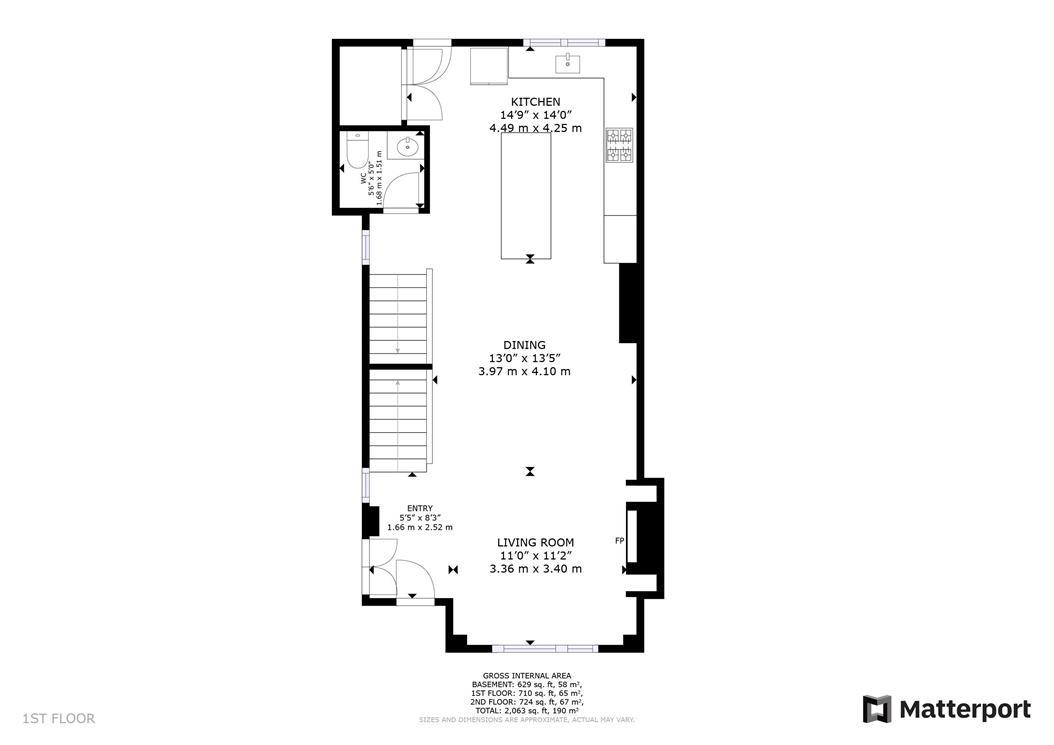 KITCHEN
14'9" x 14'0"
4.49 m x 4.25 m
WC
5'6" x 5'0"
1.68 m x 1.51 m
DINING
13'0" x 13'5"
3.97 m x 4.10 m
ENTRY
5'5" x 8'3"
1.66 m x 2.52 m
LIVING ROOM
11'0" x 11'2"
3.36 m x 3.40 m
FP
GROSS INTERNAL AREA
BASEMENT: 629 sq. ft, 58 m²,
1ST FLOOR: 710 sq. ft, 65 m²,
2ND FLOOR: 724 sq. ft, 67 m²,
TOTAL: 2,063 sq. ft, 190 m²
SIZES AND DIMENSIONS ARE APPROXIMATE, ACTUAL MAY VARY.
1ST FLOOR
Matterport